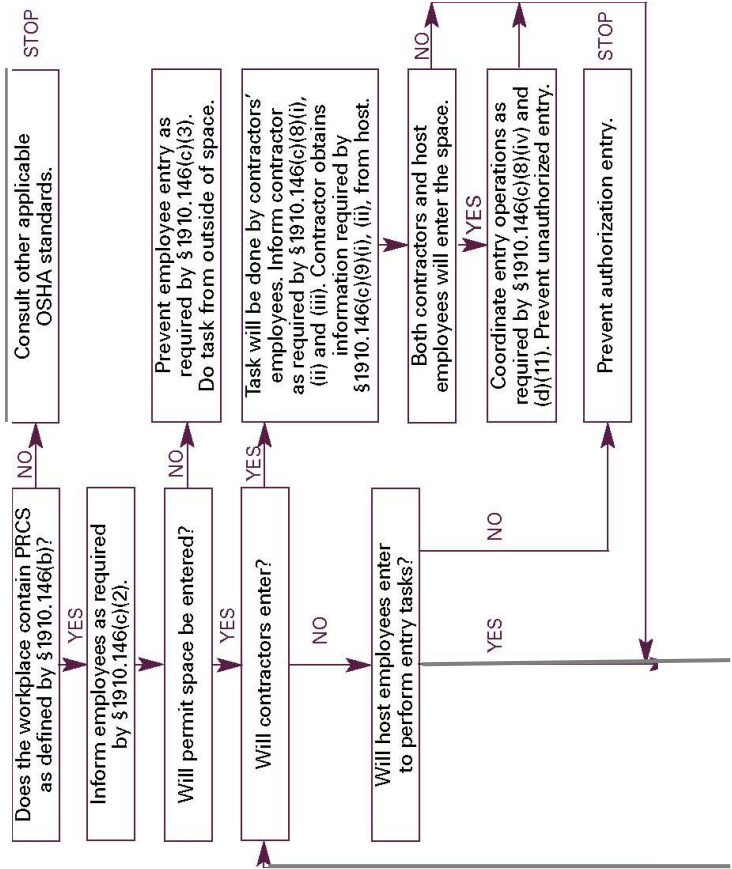 Does the workplace contain PRCS
as defined by §1910.146(b)?
NO
Consult other applicable
OSHA standards.
STOP
YES
Inform employees as required
by §1910.146(c)(2).
Will permit space be entered?
NO
Prevent employee entry as
required by §1910.146(c)(3).
Do task from outside of space.
YES
Will contractors enter?
YES
Task will be done by contractors’
employees. Inform contractor
as required by §1910.146(c)(8)(i),
(ii) and (iii). Contractor obtains
information required by
§1910.146(c)(9)(i), (ii), from host.
NO
Both contractors and host
employees will enter the space.
NO
YES
Coordinate entry operations as
required by §1910.146(c)(8)(iv) and
(d)(11). Prevent unauthorized entry.
Will host employees enter
to perform entry tasks?
NO
Prevent authorization entry.
STOP
YES